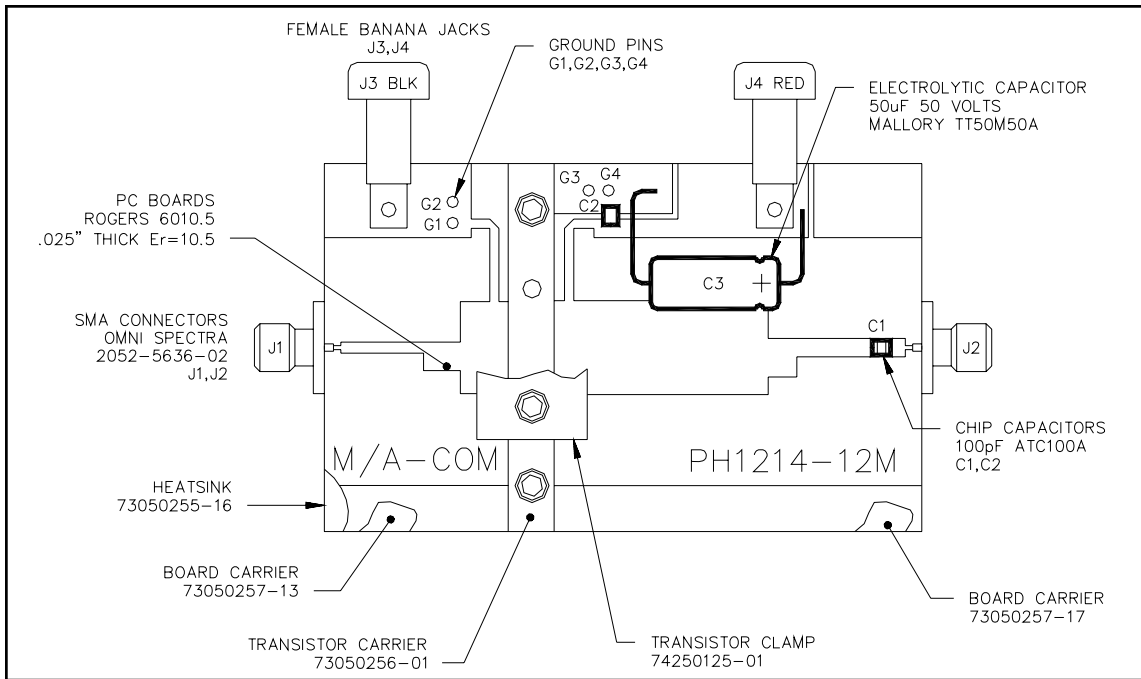 FEMALE BANANA JACKS
J3,J4
GROUND PINS
G1,G2,G3,G4
J3 BLK
J4 RED
ELECTROLYTIC CAPACITOR
50uF 50 VOLTS
MALLORY TT50M50A
PC BOARDS
ROGERS 6010.5
.025" THICK Er=10.5
G2
G1
G3
G4
C2
C3
+
SMA CONNECTORS
OMNI SPECTRA
2052-5636-02
J1,J2
J1
C1
J2
CHIP CAPACITORS
100pF ATC100A
C1,C2
M/A-COM
PH1214-12M
HEATSINK
73050255-16
BOARD CARRIER
73050257-13
BOARD CARRIER
73050257-17
TRANSISTOR CARRIER
73050256-01
TRANSISTOR CLAMP
74250125-01